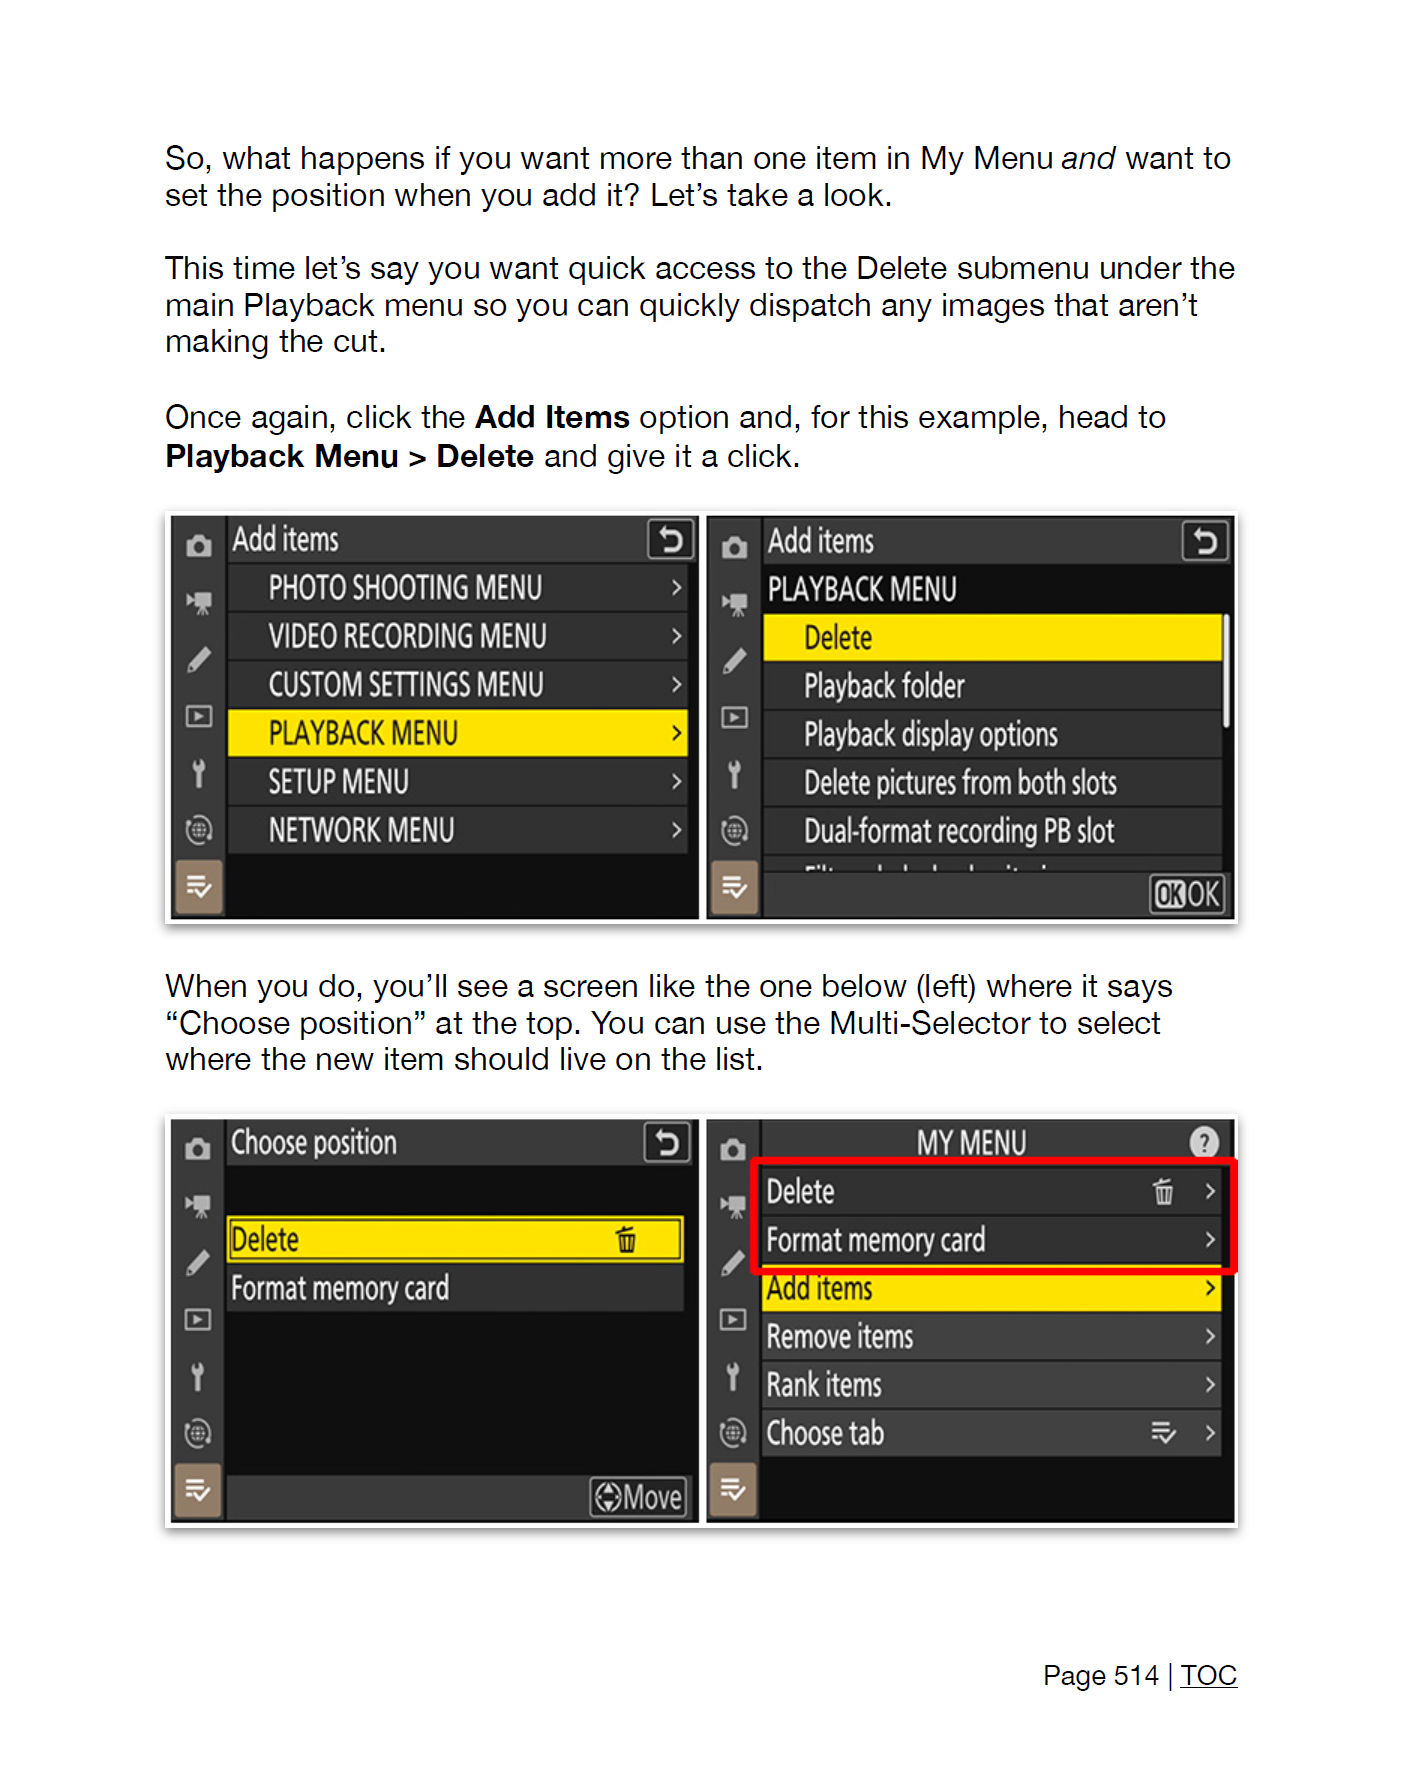 So, what happens if you want more than one item in My Menu and want to
set the position when you add it? Let’s take a look.
This time let’s say you want quick access to the Delete submenu under the
main Playback menu so you can quickly dispatch any images that aren’t
making the cut.
Once again, click the Add Items option and, for this example, head to
Playback Menu > Delete and give it a click.
Add items
PHOTO SHOOTING MENU
VIDEO RECORDING MENU
CUSTOM SETTINGS MENU
PLAYBACK MENU
SETUP MENU
NETWORK MENU
Add items
PLAYBACK MENU
Delete
Playback folder
Playback display options
Delete pictures from both slots
Dual-format recording PB slot
OK OK
When you do, you’ll see a screen like the one below (left) where it says
“Choose position” at the top. You can use the Multi-Selector to select
where the new item should live on the list.
Choose position
Delete
Format memory card
Move
MY MENU ?
Delete
Format memory card
Add items
Remove items
Rank items
Choose tab
Page 514 | TOC